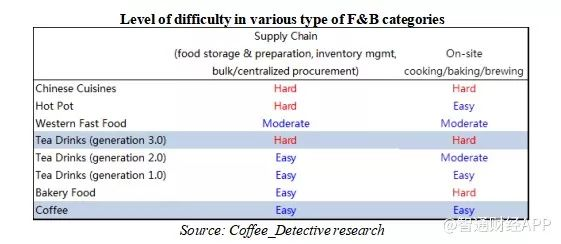 Level of difficulty in various type of F&B categories
Supply Chain
(food storage & preparation, inventory mgmt, On-site
bulk/centralized procurement) cooking/baking/brewing
Chinese Cuisines Hard Hard
Hot Pot Hard Easy
Western Fast Food Moderate Moderate
Tea Drinks (generation 3.0) Hard Hard
Tea Drinks (generation 2.0) Easy Moderate
Tea Drinks (generation 1.0) Easy Easy
Bakery Food Easy Hard
Coffee Easy Easy
Source: Coffee_Detective research
@智通财经APP